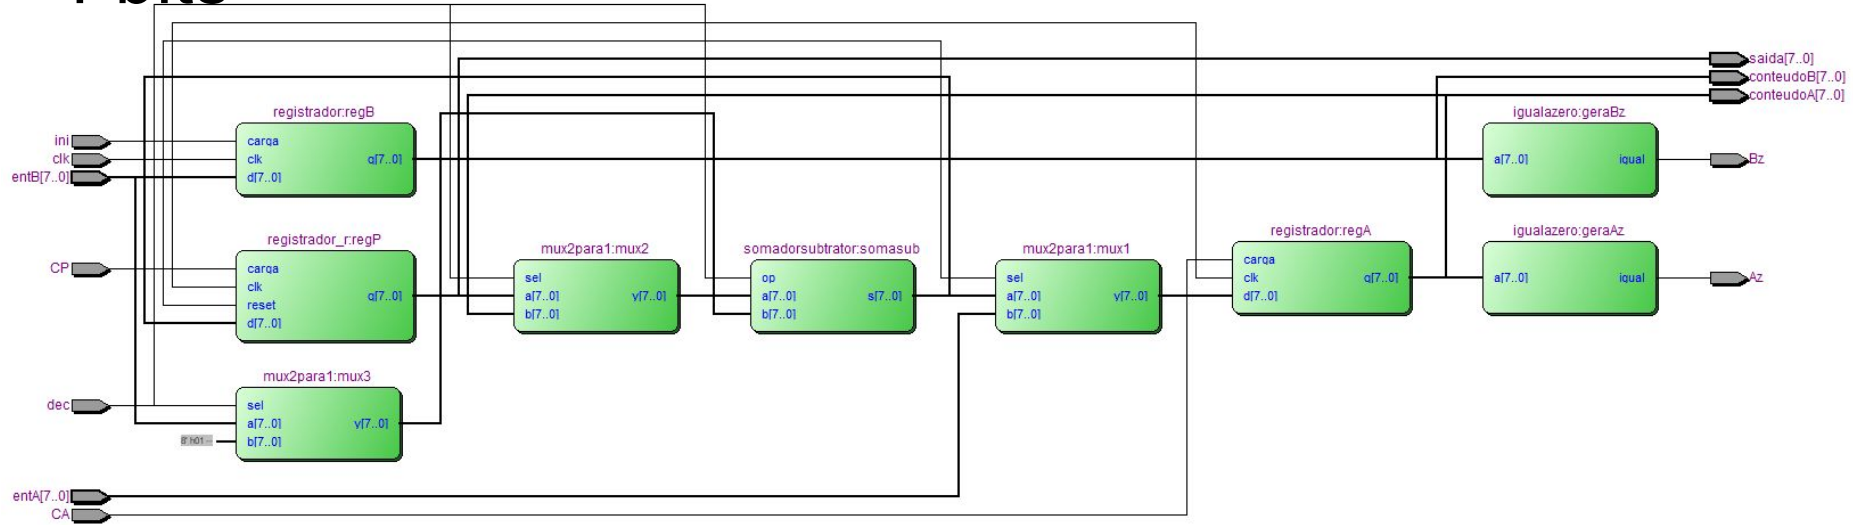 saida[7..0]
conteudoB[7..0]
conteudoA[7..0]
registrador:regB
igualazero:geraBz
ini
clk
entB[7..0]
carga
clk
d[7..0]
q[7..0]
a[7..0]
igual
Bz
registrador_r:regP
mux2para1:mux2
somadorsubtrator:somasub
mux2para1:mux1
registrador:regA
igualazero:geraAz
CP
carga
clk
reset
d[7..0]
q[7..0]
sel
a[7..0]
b[7..0]
y[7..0]
op
a[7..0]
b[7..0]
s[7..0]
sel
a[7..0]
b[7..0]
y[7..0]
carga
clk
d[7..0]
q[7..0]
a[7..0]
igual
Az
mux2para1:mux3
dec
sel
a[7..0]
b[7..0]
y[7..0]
8' h01 --
entA[7..0]
CA